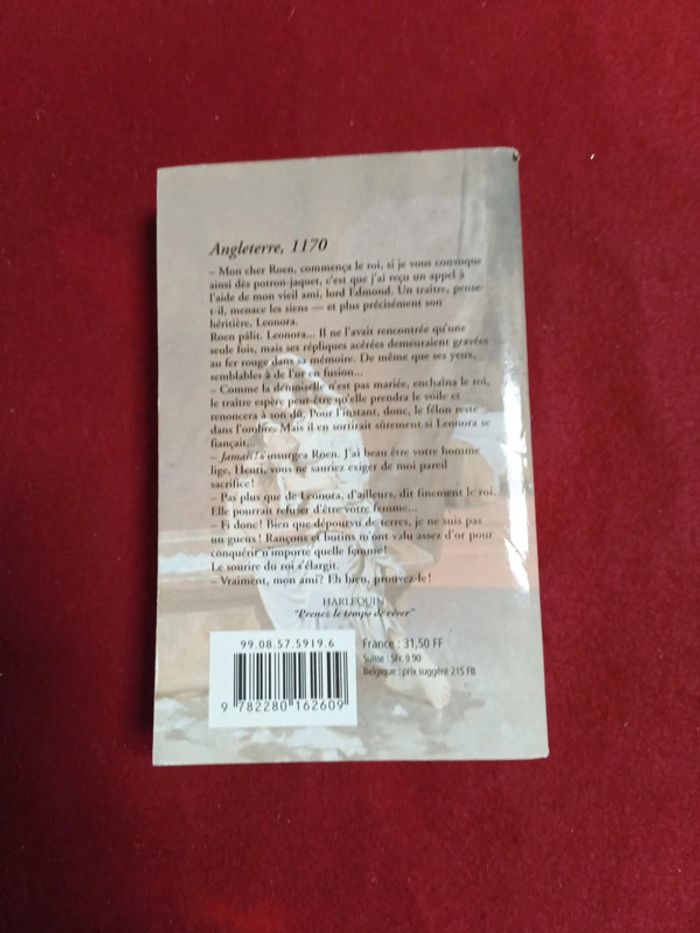 Angleterre, 1170
– Mon cher Roen, commença le roi, si je vous convoque
ainsi dès potron-jaquet, c'est que j'ai reçu un appel à
l'aide de mon vieil ami, lord Edmond. Un traître, pense-
t-il, menace les siens — et plus précisément son
héritière, Leonora.
Roen pâlit. Leonora... Il ne l'avait rencontrée qu'une
seule fois, mais ses répliques acérées demeuraient gravées
au fer rouge dans sa mémoire. De même que ses yeux,
semblables à de l'or en fusion...
– Comme la demoiselle n'est pas mariée, enchaîna le roi,
le traître espère peut-être qu'elle prendra le voile et
renoncera à son dû. Pour l'instant, donc, le félon reste
dans l'ombre. Mais il en sortirait sûrement si Leonora se
fiançait...
– Jamais! s'insurgea Roen. J'ai beau être votre homme
lige, Henri, vous ne sauriez exiger de moi pareil
sacrifice!
– Pas plus que de Leonora, d'ailleurs, dit finement le roi.
Elle pourrait refuser d'être votre femme...
– Fi donc! Bien que dépourvu de terres, je ne suis pas
un gueux! Rançons et butins m'ont valu assez d'or pour
conquérir n'importe quelle femme!
Le sourire du roi s'élargit.
– Vraiment, mon ami? Eh bien, prouvez-le!
HARLEQUIN
"Prenez le temps de rêver"
99.08.57.5919.6
France : 31,50 FF
Suisse : Sfr. 9.90
Belgique : prix suggéré 215 FB
9 782280 162609